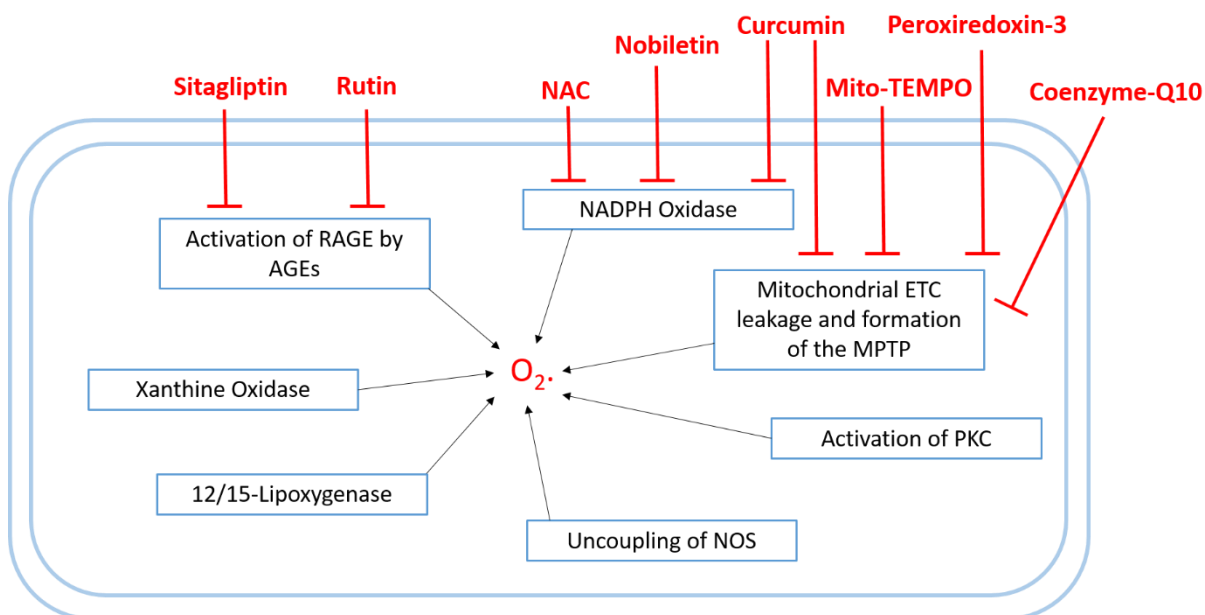 Curcumin
Peroxiredoxin-3
Nobiletin
Sitagliptin
Rutin
NAC
Mito-TEMPO
Coenzyme-Q10
NADPH Oxidase
Activation of RAGE by
AGEs
Mitochondrial ETC
leakage and formation
of the MPTP
O₂.
Xanthine Oxidase
Activation of PKC
12/15-Lipoxygenase
Uncoupling of NOS